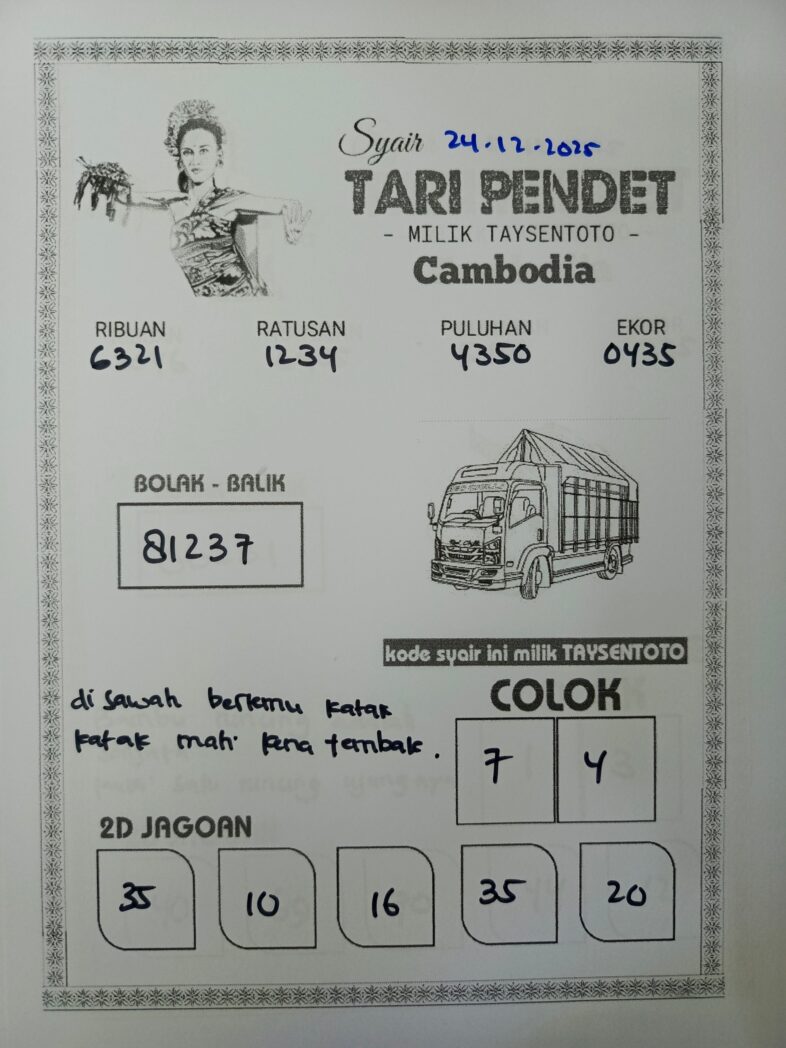 Syair 24.12.2025
TARI PENDET
- MILIK TAYSENTOTO -
Cambodia
RIBUAN RATUSAN PULUHAN EKOR
6321 1234 4350 0435
BOLAK - BALIK
81237
kode syair ini milik TAYSENTOTO
di sawah bertemu katak
katak mati kena tembak.
COLOK
7 4
2D JAGOAN
35 10 16 35 20